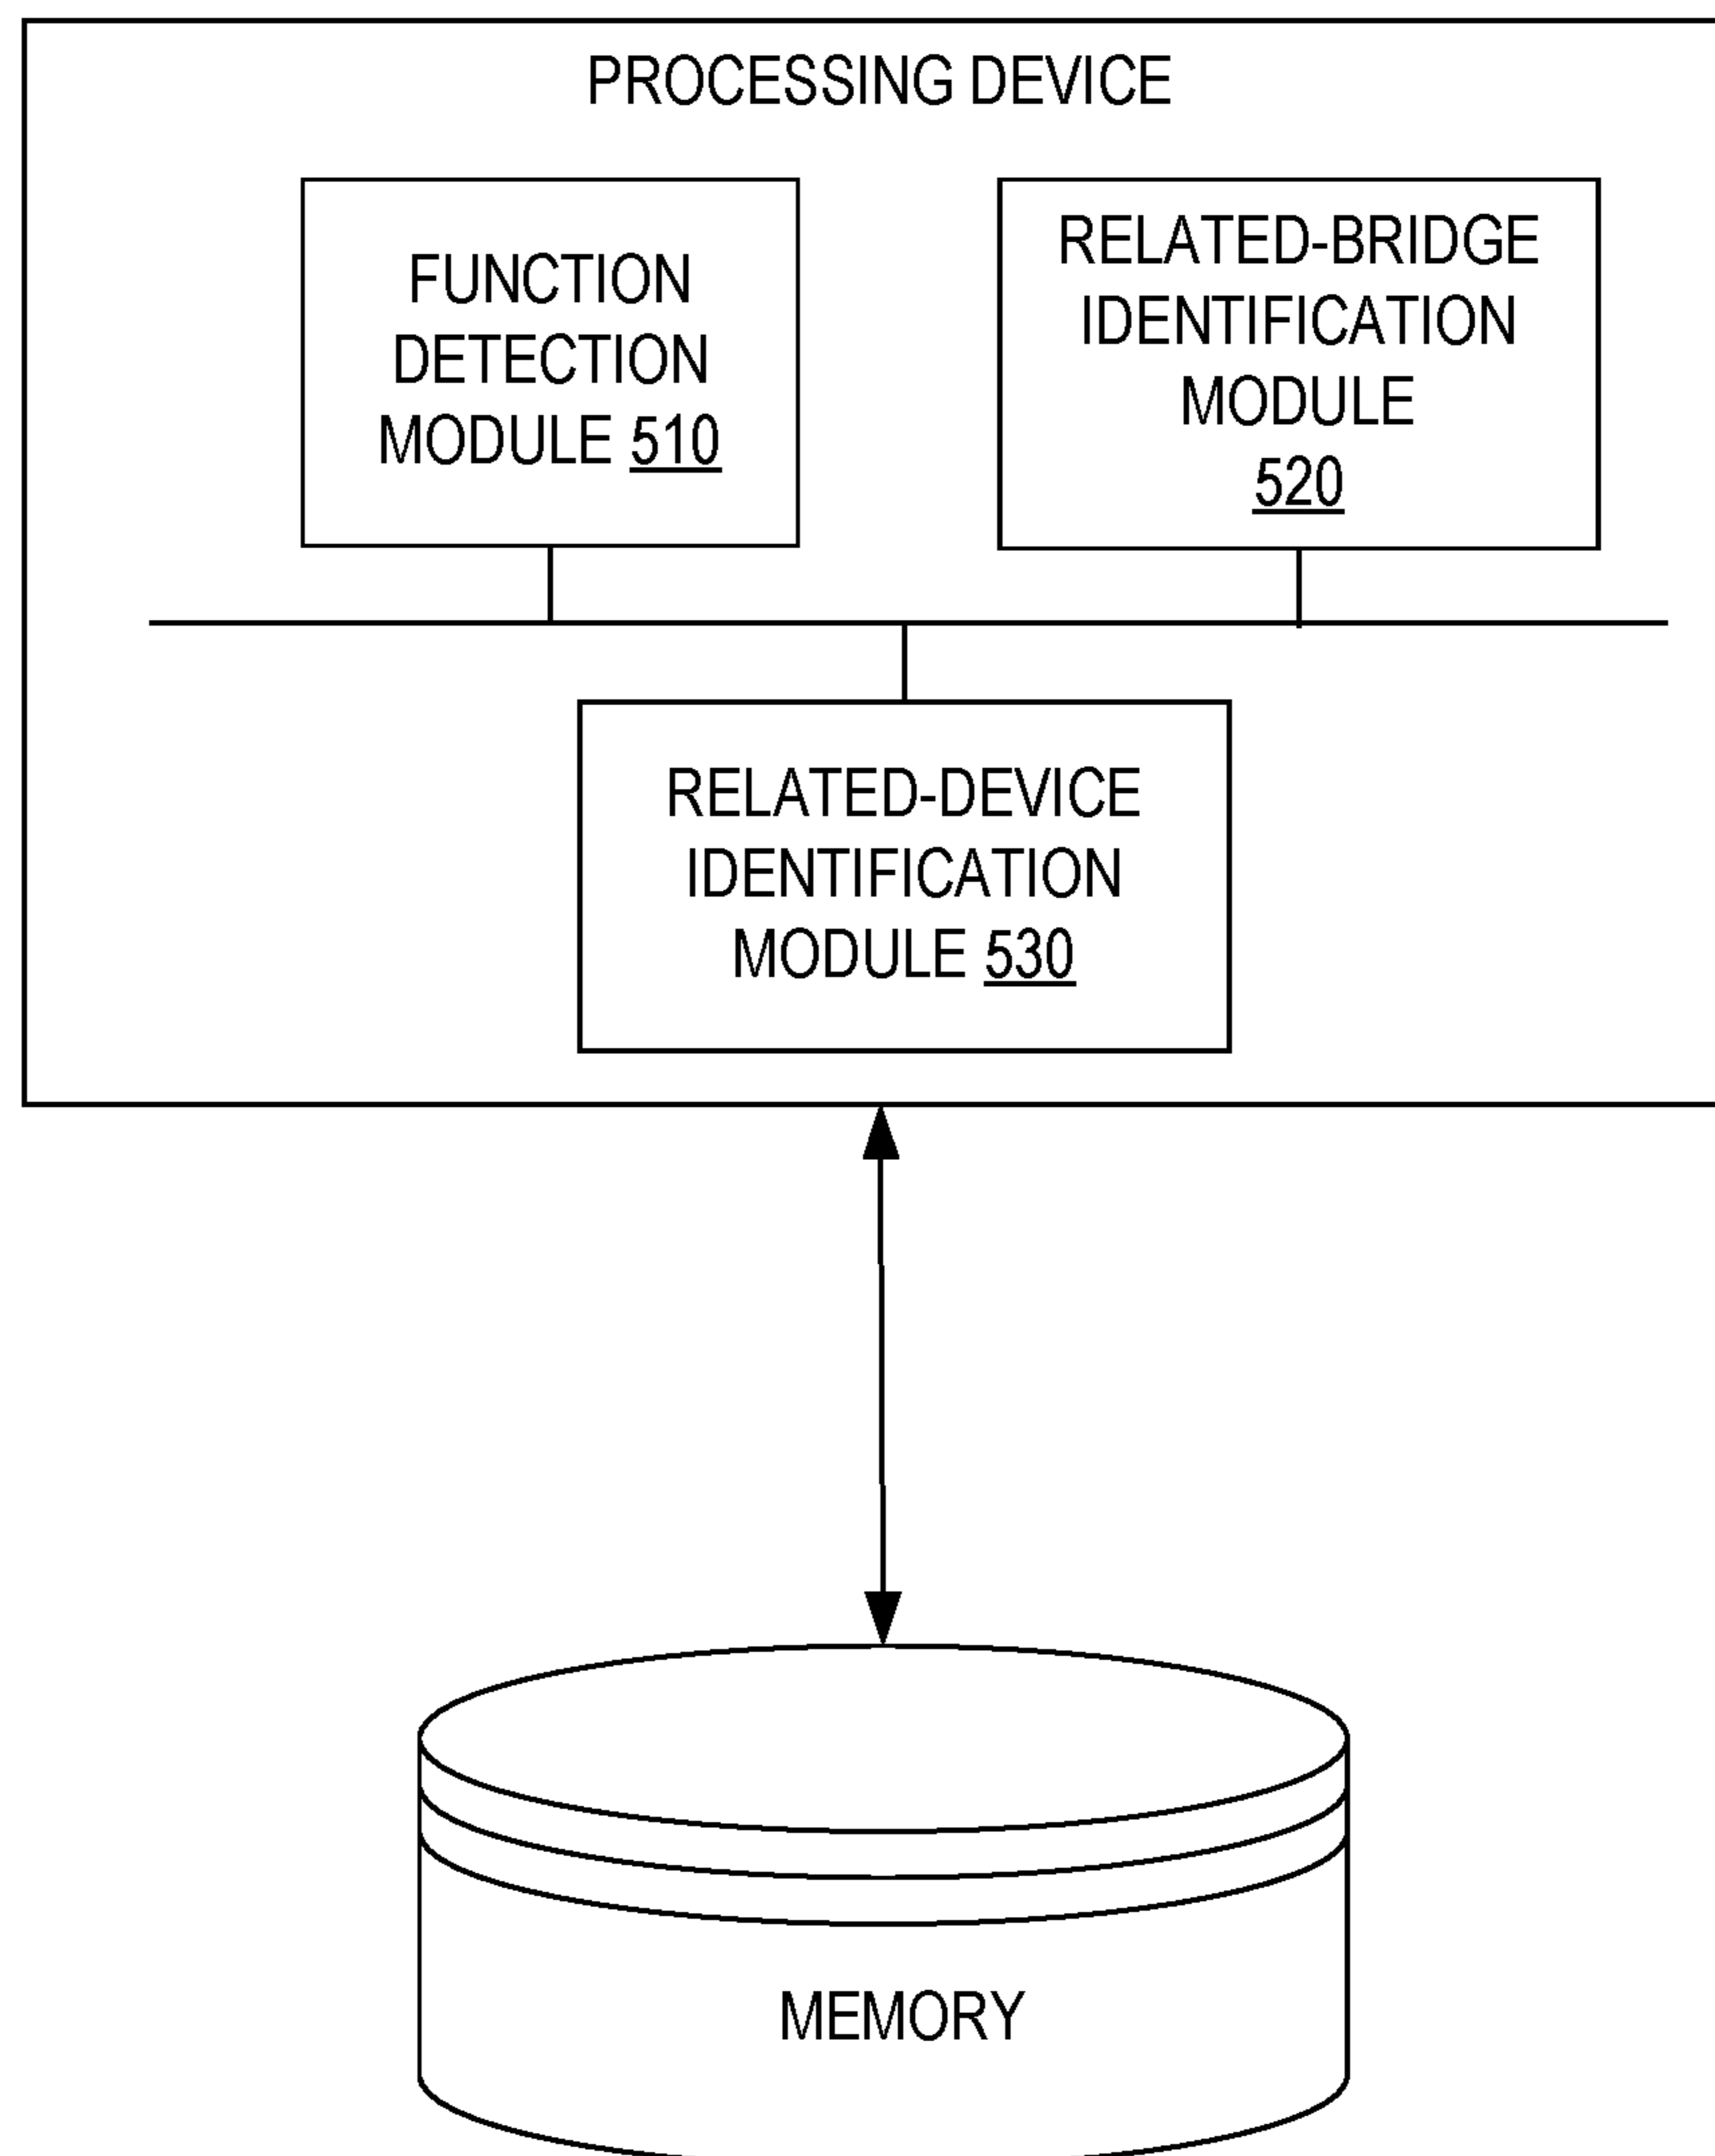 PROCESSING DEVICE
FUNCTION
DETECTION
MODULE 510
RELATED-BRIDGE
IDENTIFICATION
MODULE
520
RELATED-DEVICE
IDENTIFICATION
MODULE 530
MEMORY